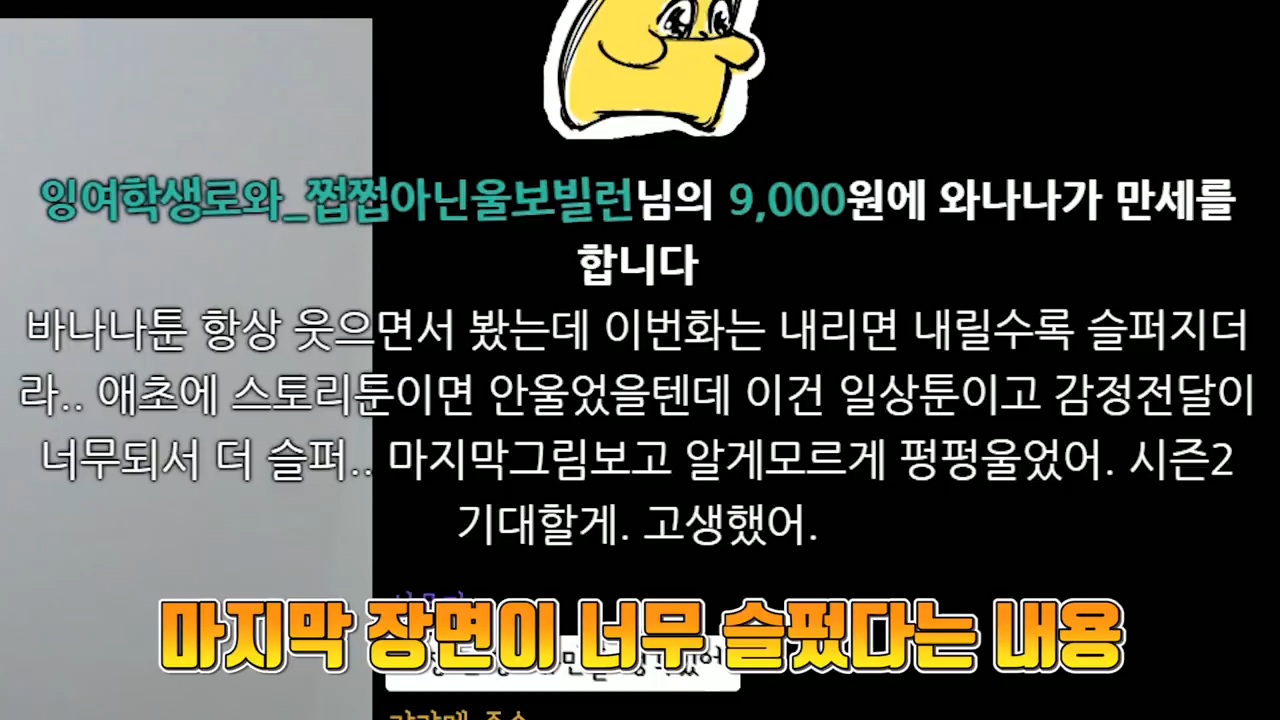 잉여학생로와_쩝쩝아닌울보빌런님의 9,000원에 와나나가 만세를
합니다
바나나툰 항상 웃으면서 봤는데 이번화는 내리면 내릴수록 슬퍼지더
라.. 애초에 스토리툰이면 안울었을텐데 이건 일상툰이고 감정전달이
너무되서 더 슬퍼.. 마지막그림보고 알게모르게 펑펑울었어. 시즌2
기대할게. 고생했어.
마지막 장면이 너무 슬펐다는 내용